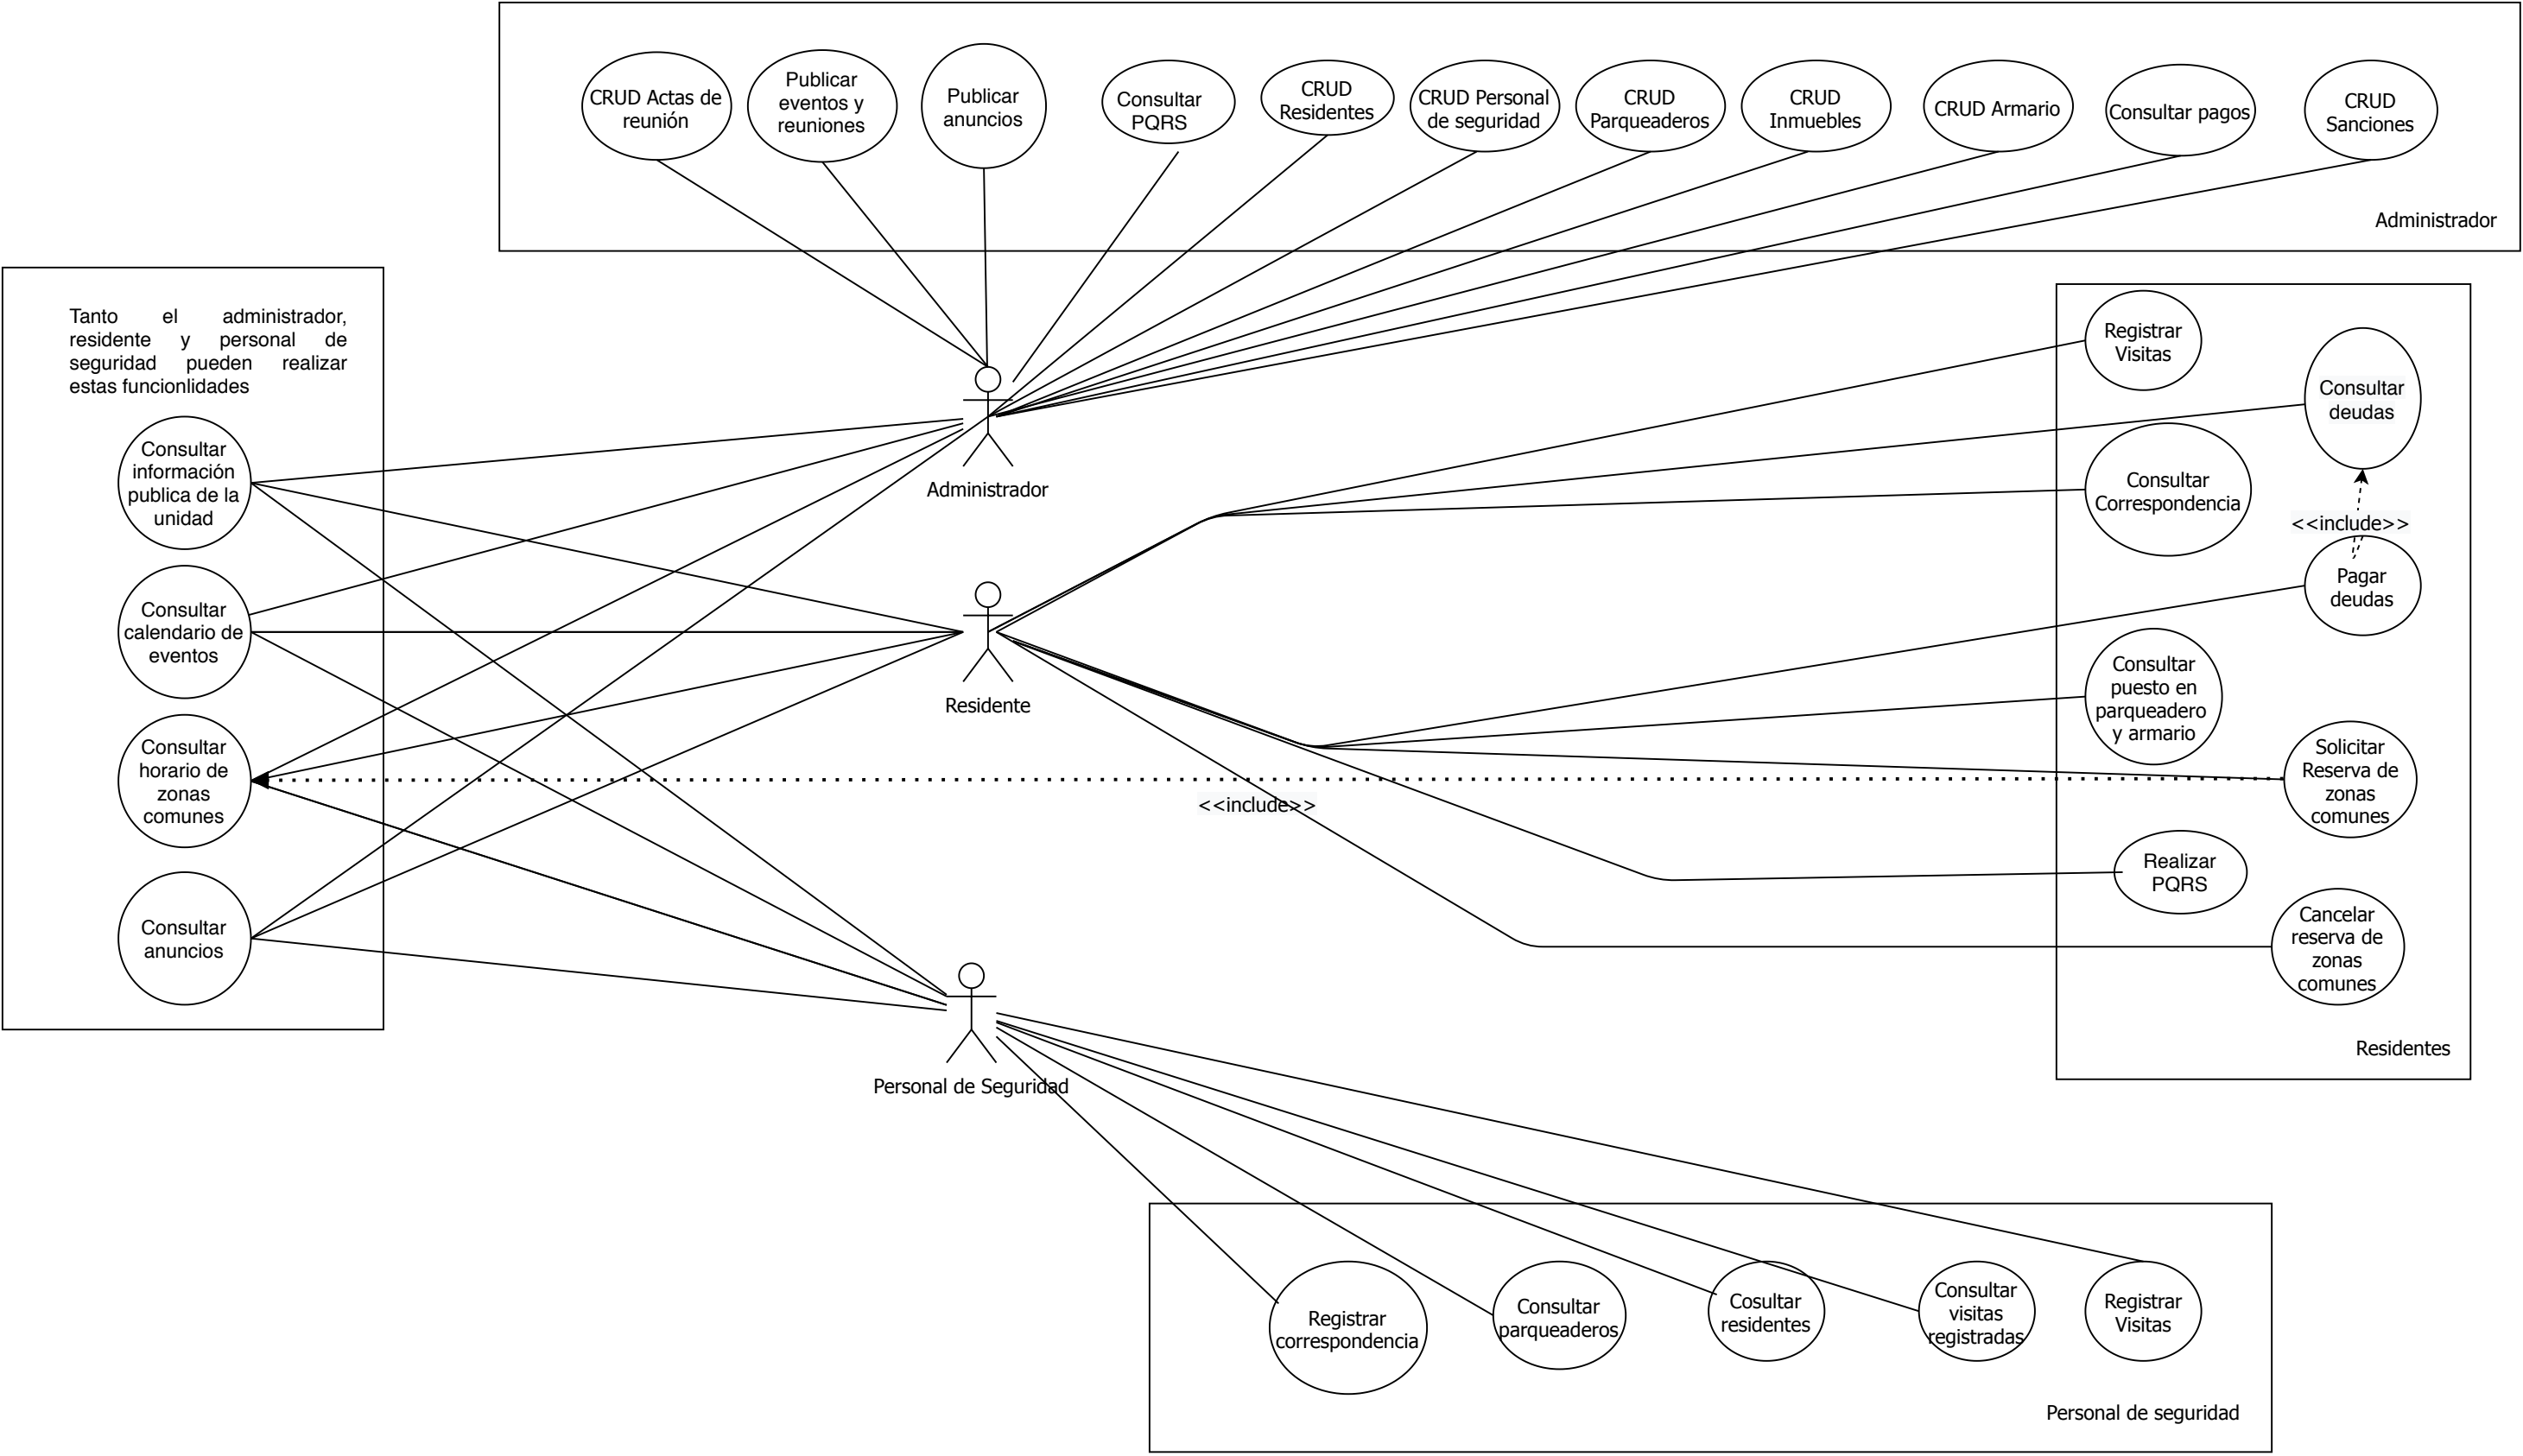 CRUD Actas de
reunión
Publicar
eventos y
reuniones
Publicar
anuncios
Consultar
PQRS
CRUD
Residentes
CRUD Personal
de seguridad
CRUD
Parqueaderos
CRUD
Inmuebles
CRUD Armario
Consultar pagos
CRUD
Sanciones
Administrador
Tanto el administrador,
residente y personal de
seguridad pueden realizar
estas funcionlidades
Consultar
información
publica de la
unidad
Consultar
calendario de
eventos
Consultar
horario de
zonas
comunes
Consultar
anuncios
Administrador
Residente
Personal de Seguridad
<<include>>
Registrar
Visitas
Consultar
deudas
Consultar
Correspondencia
<<include>>
Pagar
deudas
Consultar
puesto en
parqueadero
y armario
Solicitar
Reserva de
zonas
comunes
Realizar
PQRS
Cancelar
reserva de
zonas
comunes
Residentes
Registrar
correspondencia
Consultar
parqueaderos
Cosultar
residentes
Consultar
visitas
registradas
Registrar
Visitas
Personal de seguridad